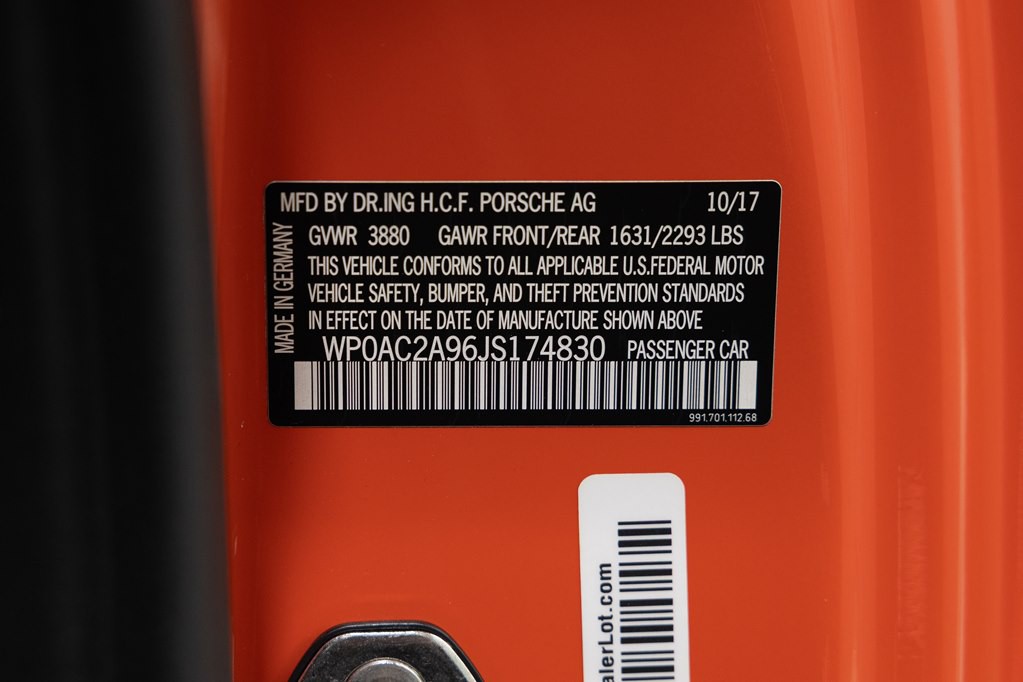 MFD BY DR.ING H.C.F. PORSCHE AG 10/17
MADE IN GERMANY
GVWR 3880 GAWR FRONT/REAR 1631/2293 LBS
THIS VEHICLE CONFORMS TO ALL APPLICABLE U.S.FEDERAL MOTOR
VEHICLE SAFETY, BUMPER, AND THEFT PREVENTION STANDARDS
IN EFFECT ON THE DATE OF MANUFACTURE SHOWN ABOVE
WP0AC2A96JS174830 PASSENGER CAR
991.701.112.68
alerLot.com